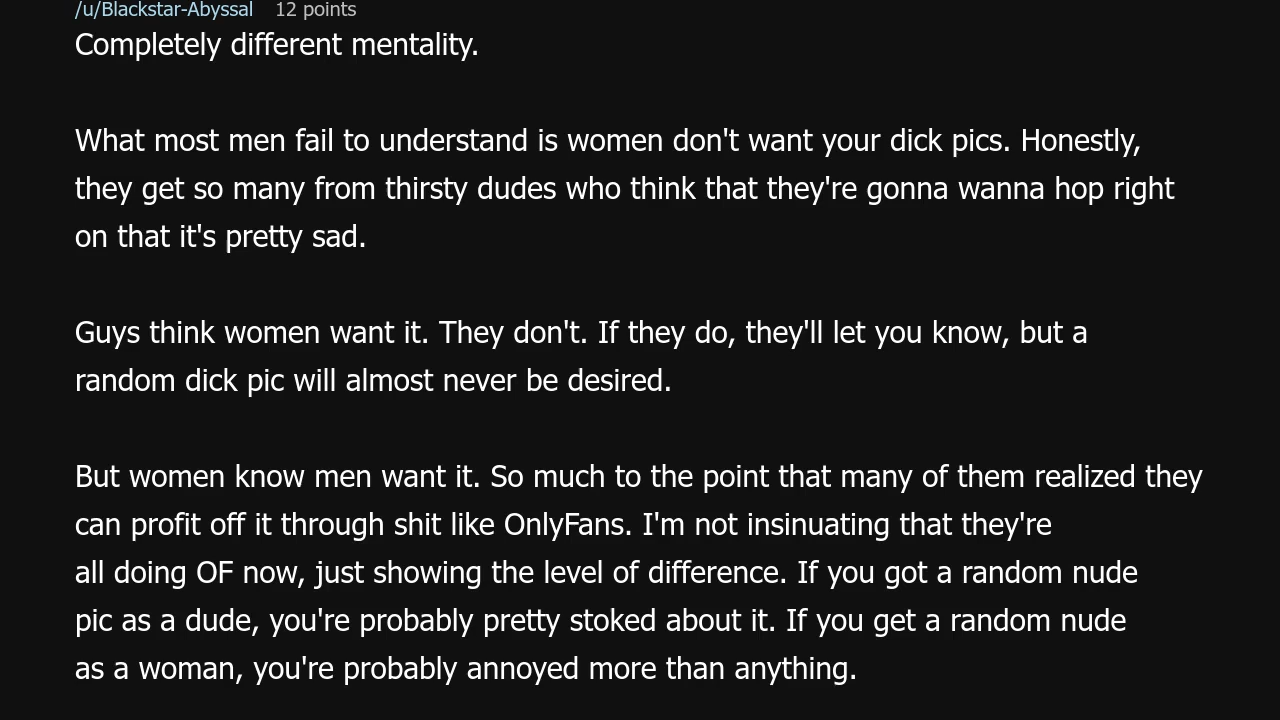 /u/Blackstar-Abyssal 12 points
Completely different mentality.
What most men fail to understand is women don't want your dick pics. Honestly,
they get so many from thirsty dudes who think that they're gonna wanna hop right
on that it's pretty sad.
Guys think women want it. They don't. If they do, they'll let you know, but a
random dick pic will almost never be desired.
But women know men want it. So much to the point that many of them realized they
can profit off it through shit like OnlyFans. I'm not insinuating that they're
all doing OF now, just showing the level of difference. If you got a random nude
pic as a dude, you're probably pretty stoked about it. If you get a random nude
as a woman, you're probably annoyed more than anything.